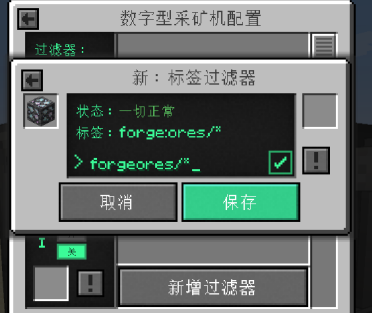 数字型采矿机配置
过滤器：
新：标签过滤器
状态：一切正常
标签：forge:ores/*
> forgeores/*_
取消
保存
I
关
新增过滤器